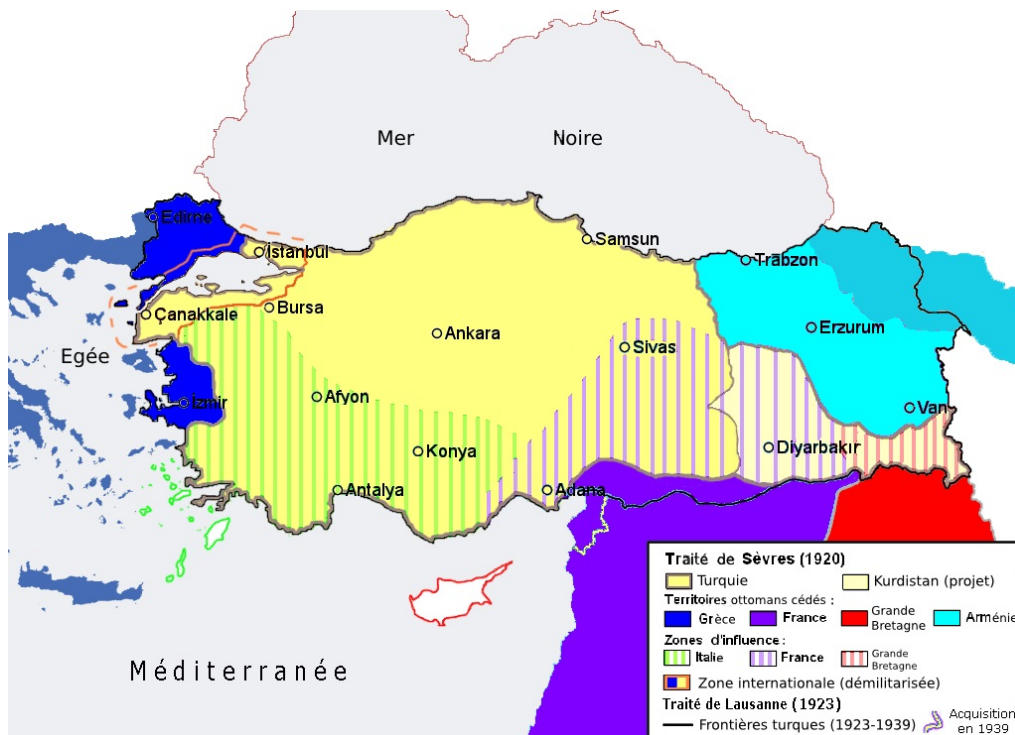 Mer Noire
Edirne
İstanbul
Samsun
Trabzon
Çanakkale
Bursa
Ankara
Erzurum
Egée
Sivas
İzmir
Afyon
Van
Konya
Diyarbakır
Antalya
Adana
Méditerranée
Traité de Sèvres (1920)
Turquie
Kurdistan (projet)
Territoires ottomans cédés :
Grèce
France
Grande
Bretagne
Arménie
Zones d'influence :
Italie
France
Grande
Bretagne
Zone internationale (démilitarisée)
Traité de Lausanne (1923)
Frontières turques (1923-1939)
Acquisition
en 1939